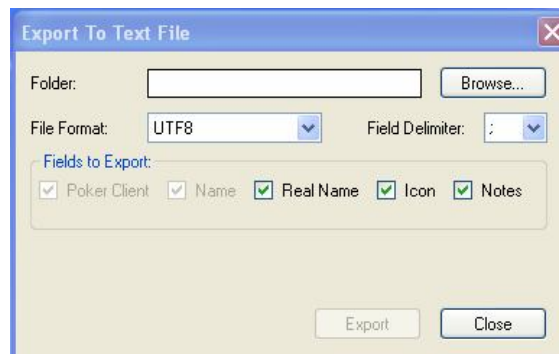 Export To Text File
Folder:
Browse...
File Format: UTF8 Field Delimiter: ;
Fields to Export:
Poker Client Name Real Name Icon Notes
Export Close